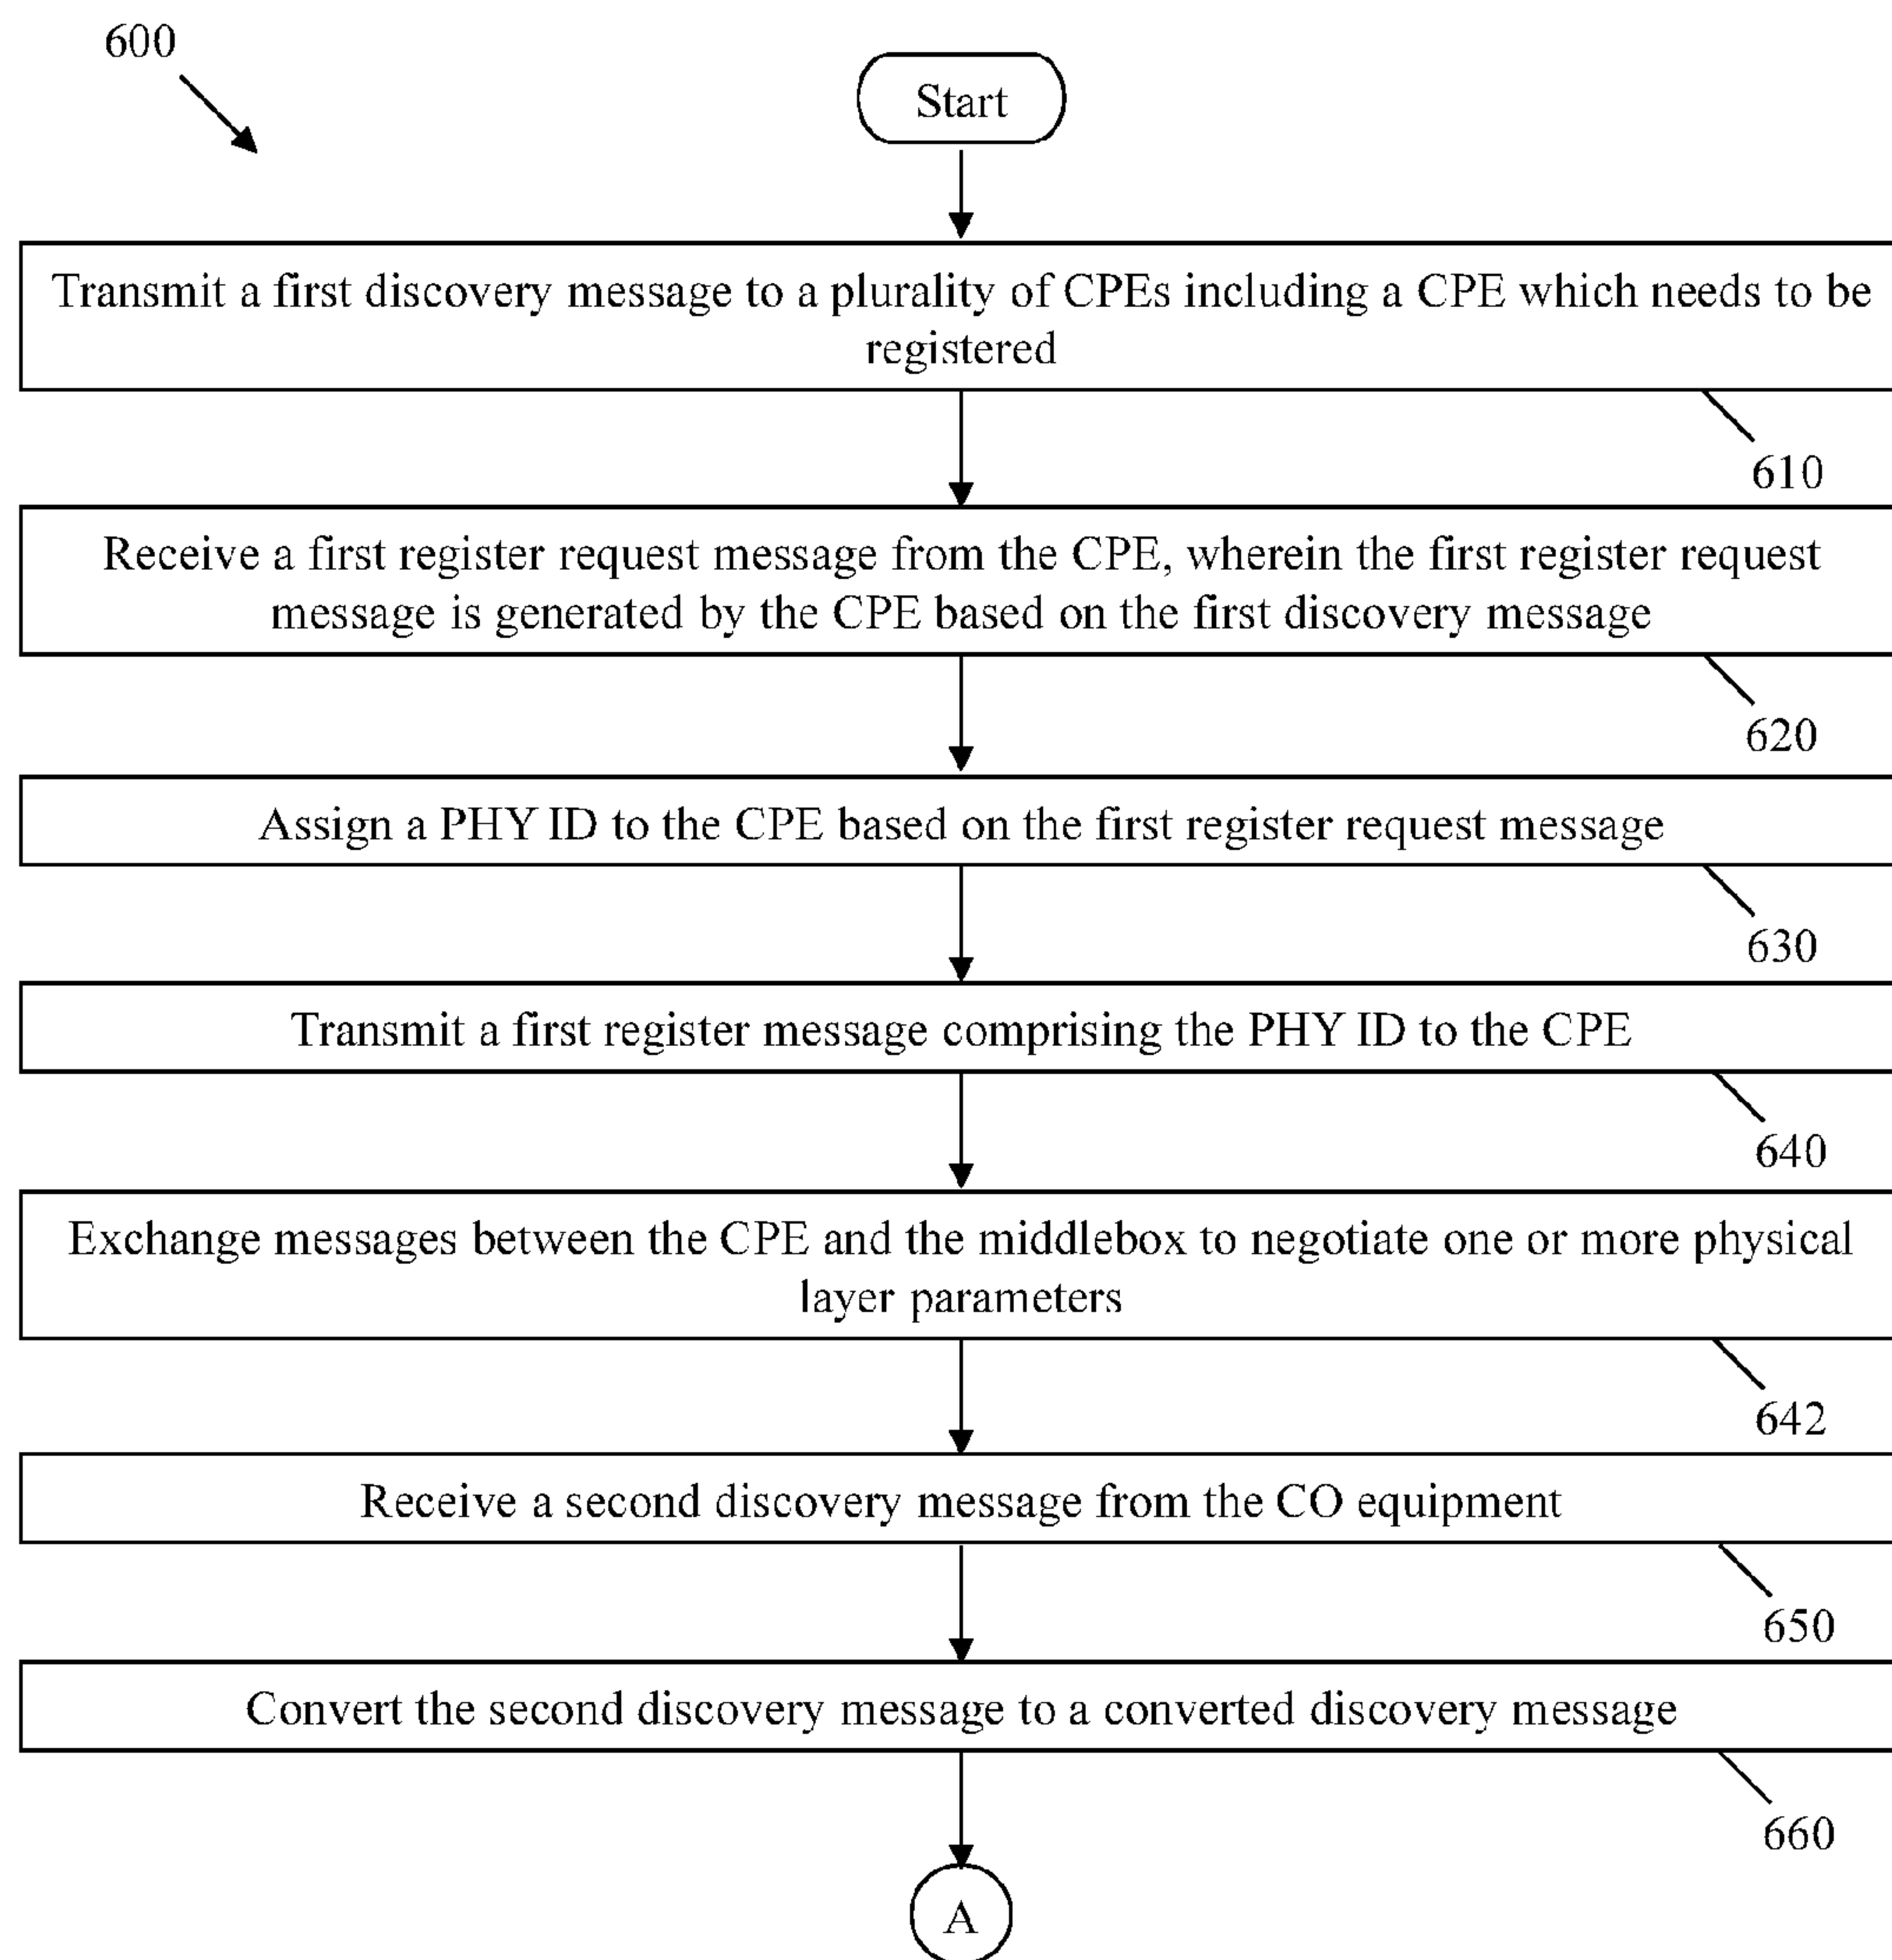 600
Start
Transmit a first discovery message to a plurality of CPEs including a CPE which needs to be
registered
610
Receive a first register request message from the CPE, wherein the first register request
message is generated by the CPE based on the first discovery message
620
Assign a PHY ID to the CPE based on the first register request message
630
Transmit a first register message comprising the PHY ID to the CPE
640
Exchange messages between the CPE and the middlebox to negotiate one or more physical
layer parameters
642
Receive a second discovery message from the CO equipment
650
Convert the second discovery message to a converted discovery message
660
A